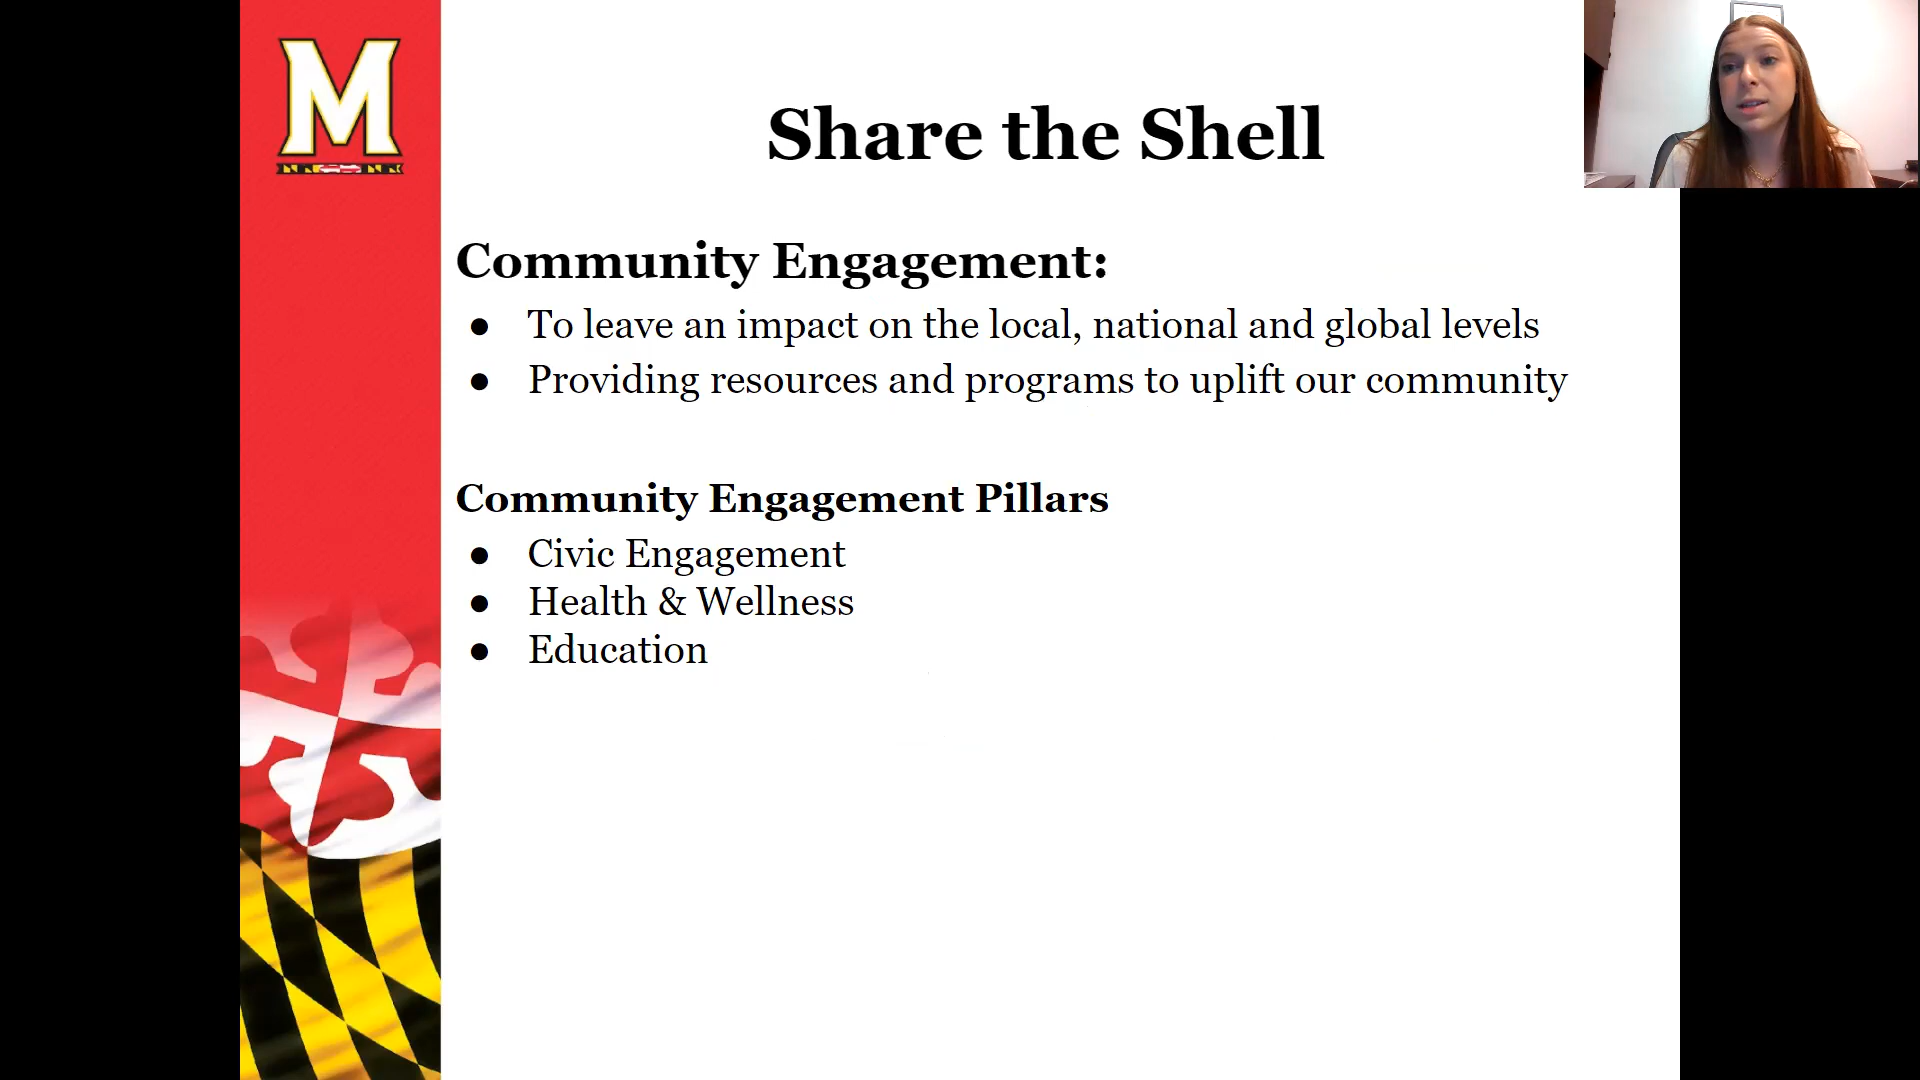 M
Share the Shell
Community Engagement:
● To leave an impact on the local, national and global levels
● Providing resources and programs to uplift our community
Community Engagement Pillars
● Civic Engagement
● Health & Wellness
● Education